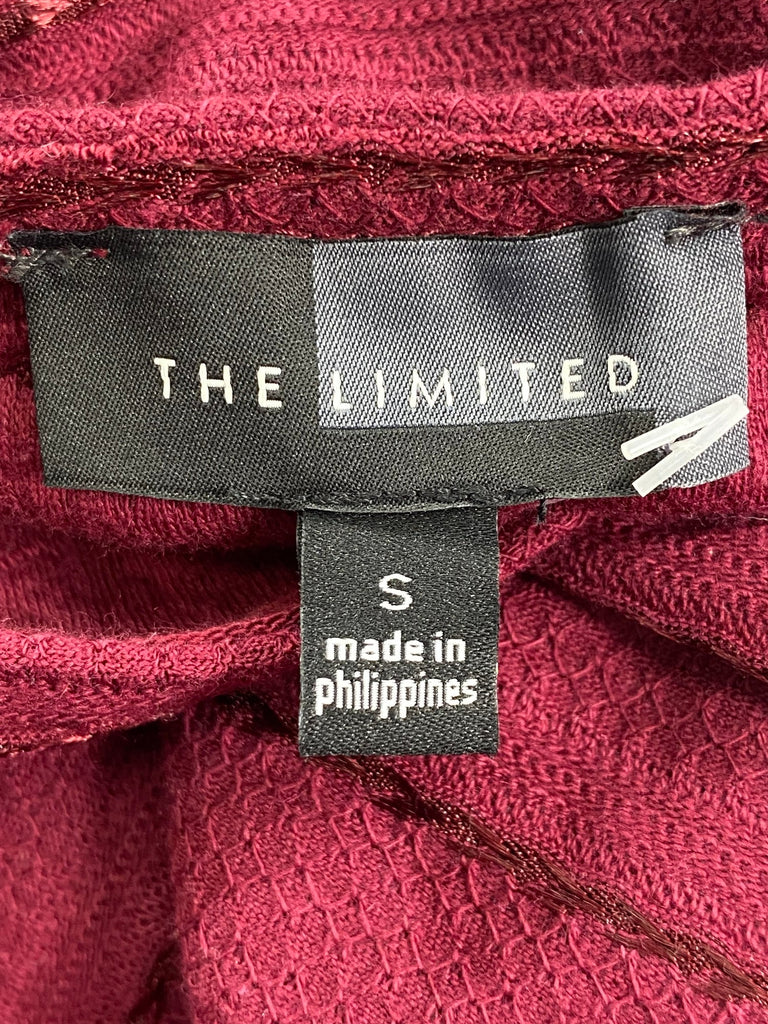 THE LIMITED
S
made in
philippines